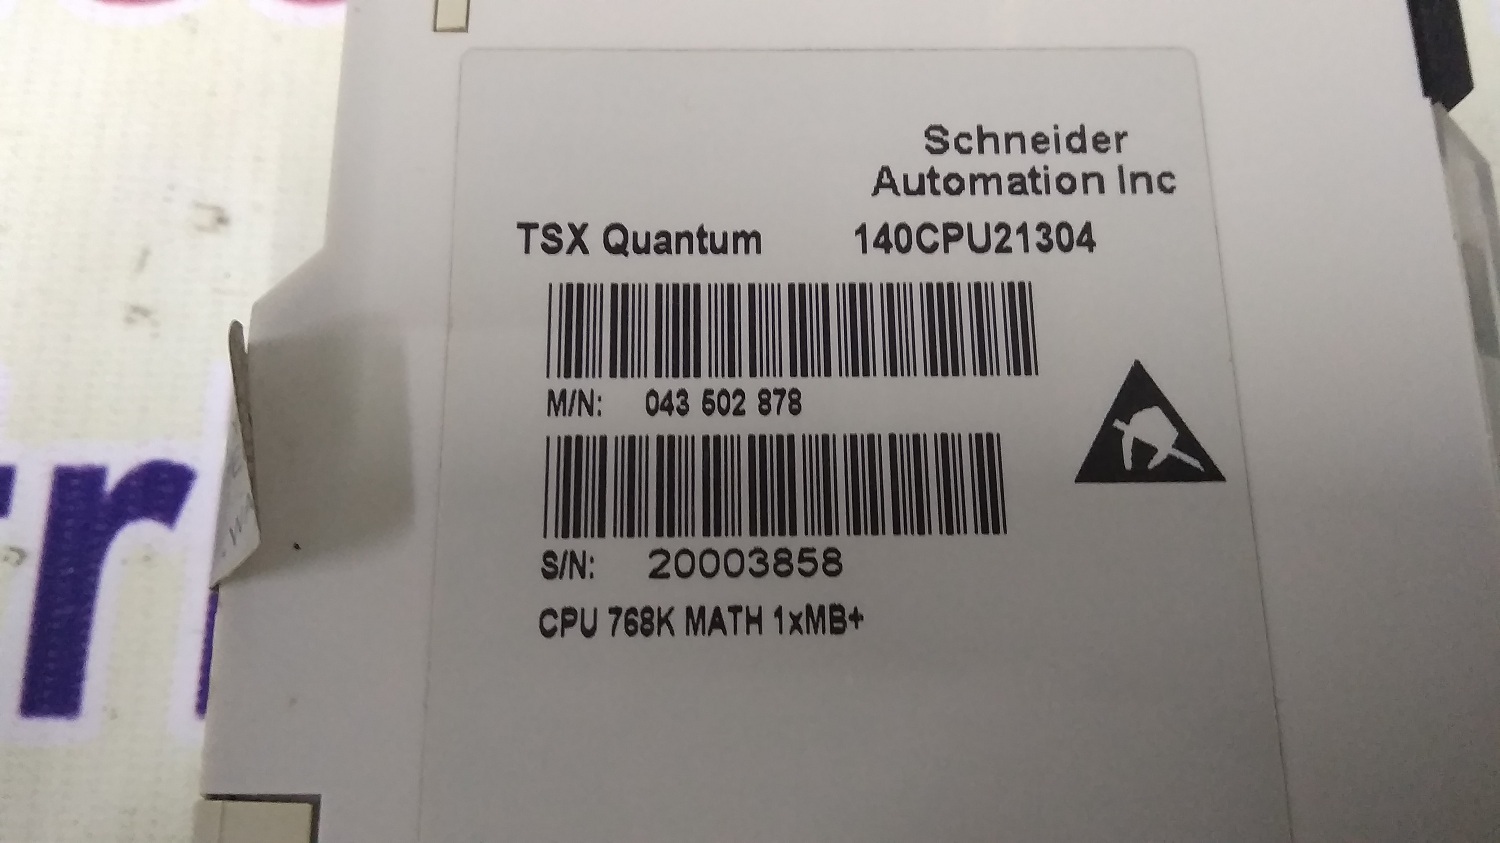 Schneider
Automation Inc
TSX Quantum 140CPU21304
M/N: 043 502 878
S/N: 20003858
CPU 768K MATH 1xMB+